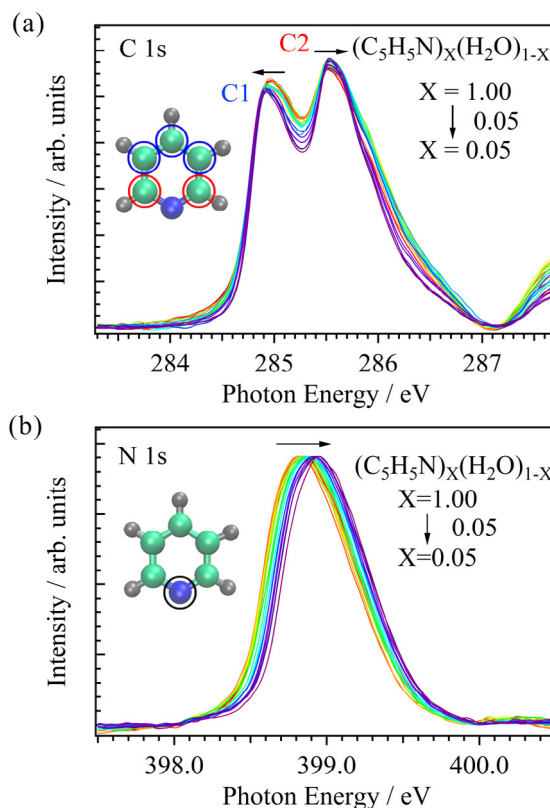 (a)
C 1s
C2
(C5H5N)X(H2O)1-X
C1
X = 1.00
0.05
X = 0.05
Intensity / arb. units
284
285
286
287
Photon Energy / eV
(b)
N 1s
(C5H5N)X(H2O)1-X
X=1.00
0.05
X=0.05
Intensity / arb. units
398.0
399.0
400.0
Photon Energy / eV